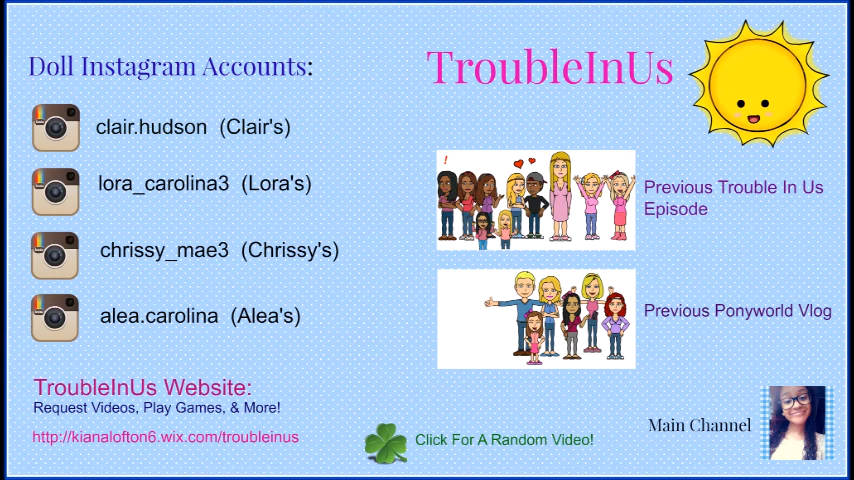 Doll Instagram Accounts:
clair.hudson (Clair's)
lora_carolina3 (Lora's)
chrissy_mae3 (Chrissy's)
alea.carolina (Alea's)
TroubleInUs Website:
Request Videos, Play Games, & More!
http://kianalofton6.wix.com/troubleinus
TroubleInUs
!
Previous Trouble In Us
Episode
Previous Ponyworld Vlog
Main Channel
Click For A Random Video!